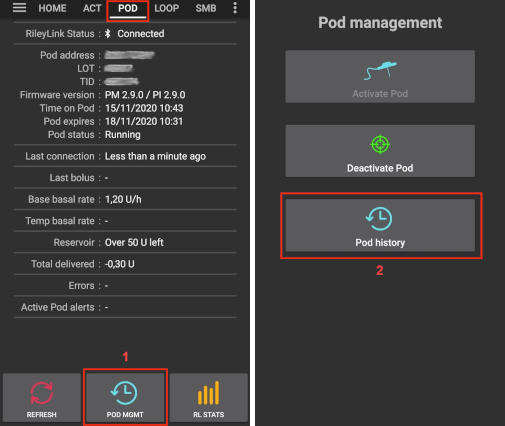 HOME ACT POD LOOP SMB
RileyLink Status : Connected
Pod address :
LOT :
TID :
Firmware version : PM 2.9.0 / PI 2.9.0
Time on Pod : 15/11/2020 10:43
Pod expires : 18/11/2020 10:31
Pod status : Running
Last connection : Less than a minute ago
Last bolus : -
Base basal rate : 1,20 U/h
Temp basal rate : -
Reservoir : Over 50 U left
Total delivered : -0,30 U
Errors : -
Active Pod alerts : -
1
REFRESH POD MGMT RL STATS
Pod management
Activate Pod
Deactivate Pod
Pod history
2